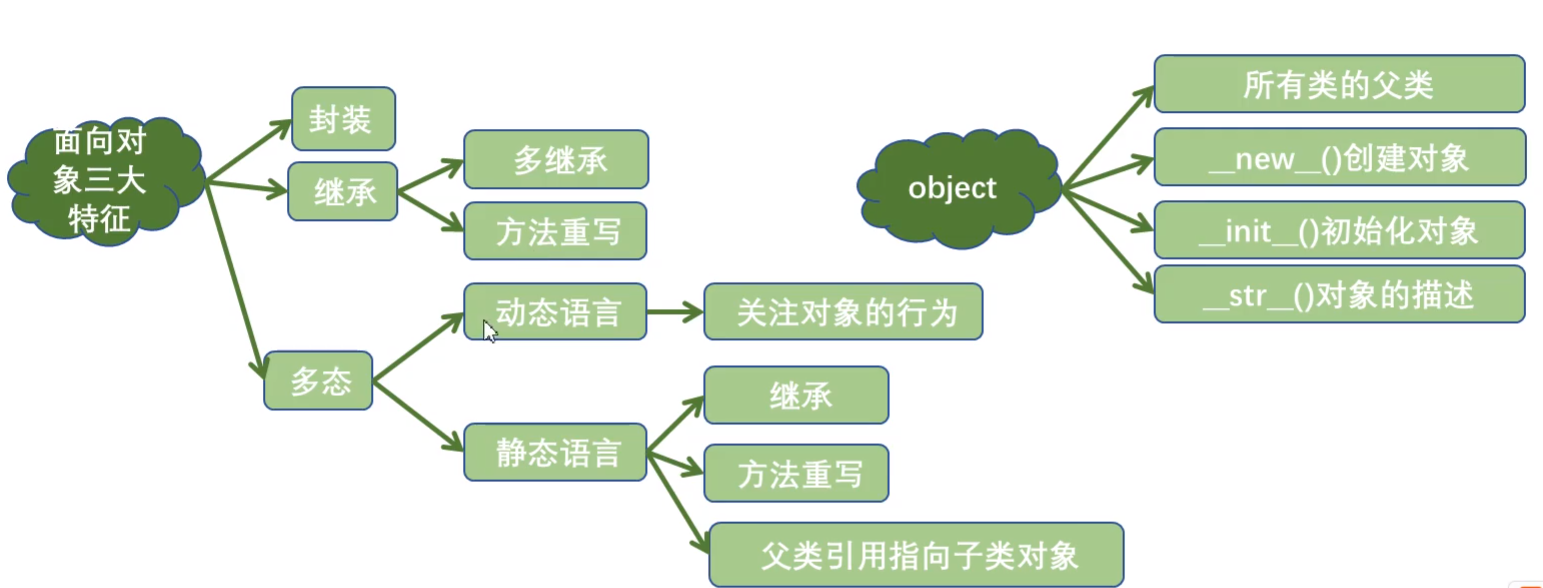 面向对
象三大
特征
封装
继承
多继承
方法重写
多态
动态语言
关注对象的行为
静态语言
继承
方法重写
父类引用指向子类对象
object
所有类的父类
__new__()创建对象
__init__()初始化对象
__str__()对象的描述